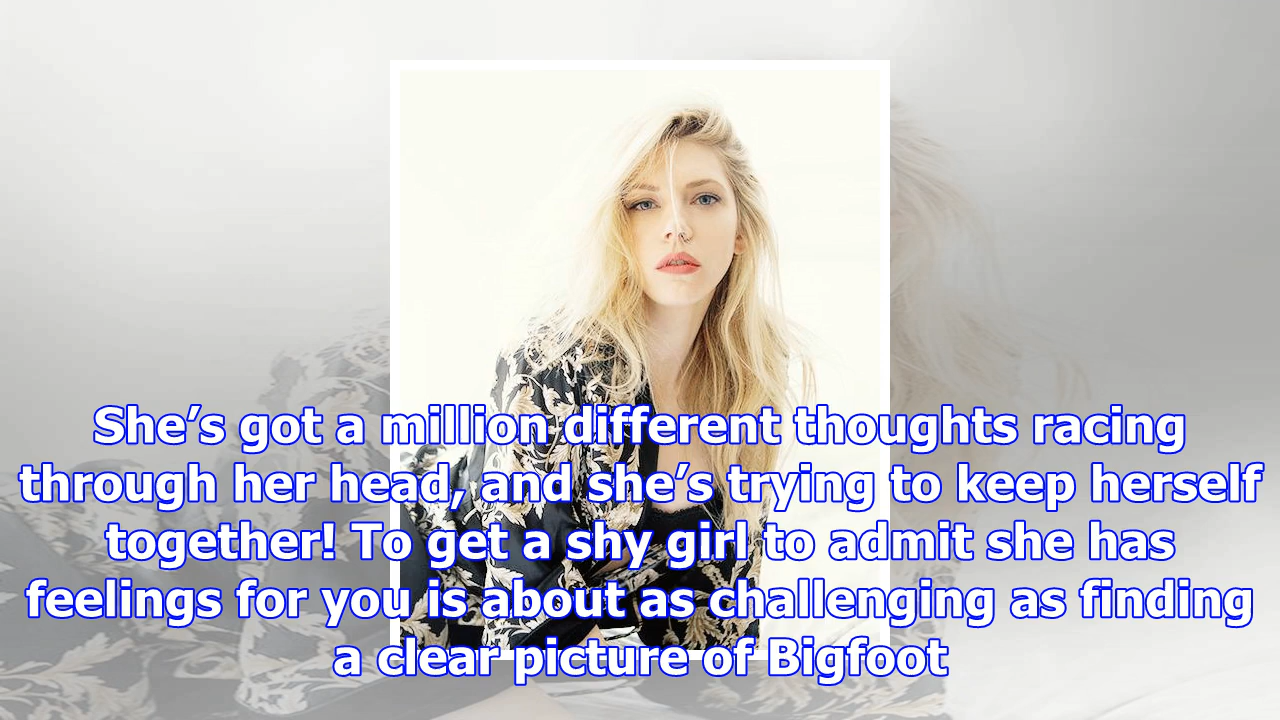 She’s got a million different thoughts racing
through her head, and she’s trying to keep herself
together! To get a shy girl to admit she has
feelings for you is about as challenging as finding
a clear picture of Bigfoot